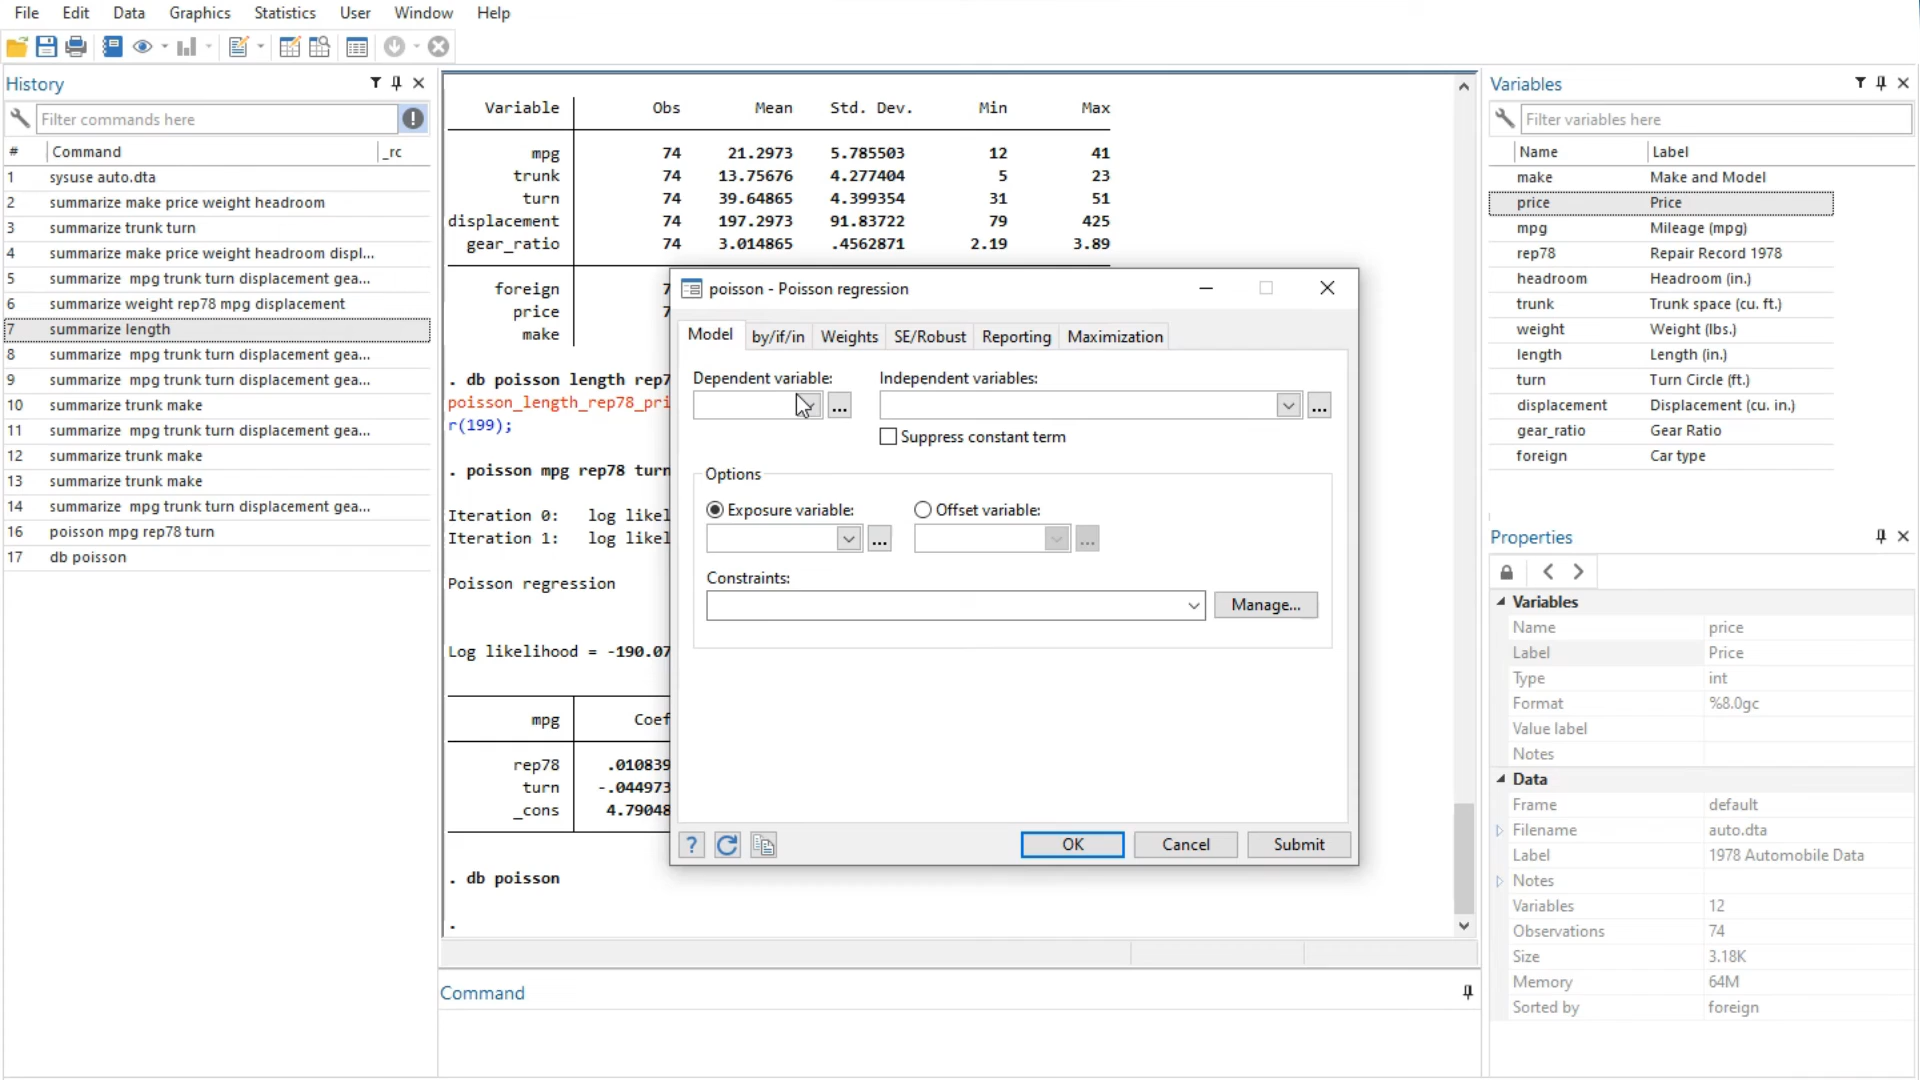 File Edit Data Graphics Statistics User Window Help
History
Filter commands here
# Command _rc
1 sysuse auto.dta
2 summarize make price weight headroom
3 summarize trunk turn
4 summarize make price weight headroom displ...
5 summarize mpg trunk turn displacement gea...
6 summarize weight rep78 mpg displacement
7 summarize length
8 summarize mpg trunk turn displacement gea...
9 summarize mpg trunk turn displacement gea...
10 summarize trunk make
11 summarize mpg trunk turn displacement gea...
12 summarize trunk make
13 summarize trunk make
14 summarize mpg trunk turn displacement gea...
16 poisson mpg rep78 turn
17 db poisson
Variable Obs Mean Std. Dev. Min Max
mpg 74 21.2973 5.785503 12 41
trunk 74 13.75676 4.277404 5 23
turn 74 39.64865 4.399354 31 51
displacement 74 197.2973 91.83722 79 425
gear_ratio 74 3.014865 .4562871 2.19 3.89
foreign 7
price 7
make
. db poisson length rep7
poisson_length_rep78_pri
r(199);
. poisson mpg rep78 turn
Iteration 0: log likel
Iteration 1: log likel
Poisson regression
Log likelihood = -190.07
mpg Coef
rep78 .010839
turn -.044973
_cons 4.79048
. db poisson
.
poisson - Poisson regression
Model by/if/in Weights SE/Robust Reporting Maximization
Dependent variable: Independent variables:
... ...
Suppress constant term
Options
Exposure variable: Offset variable:
... ...
Constraints:
Manage...
? OK Cancel Submit
Command
Variables
Filter variables here
Name Label
make Make and Model
price Price
mpg Mileage (mpg)
rep78 Repair Record 1978
headroom Headroom (in.)
trunk Trunk space (cu. ft.)
weight Weight (lbs.)
length Length (in.)
turn Turn Circle (ft.)
displacement Displacement (cu. in.)
gear_ratio Gear Ratio
foreign Car type
Properties
Variables
Name price
Label Price
Type int
Format %8.0gc
Value label
Notes
Data
Frame default
Filename auto.dta
Label 1978 Automobile Data
Notes
Variables 12
Observations 74
Size 3.18K
Memory 64M
Sorted by foreign